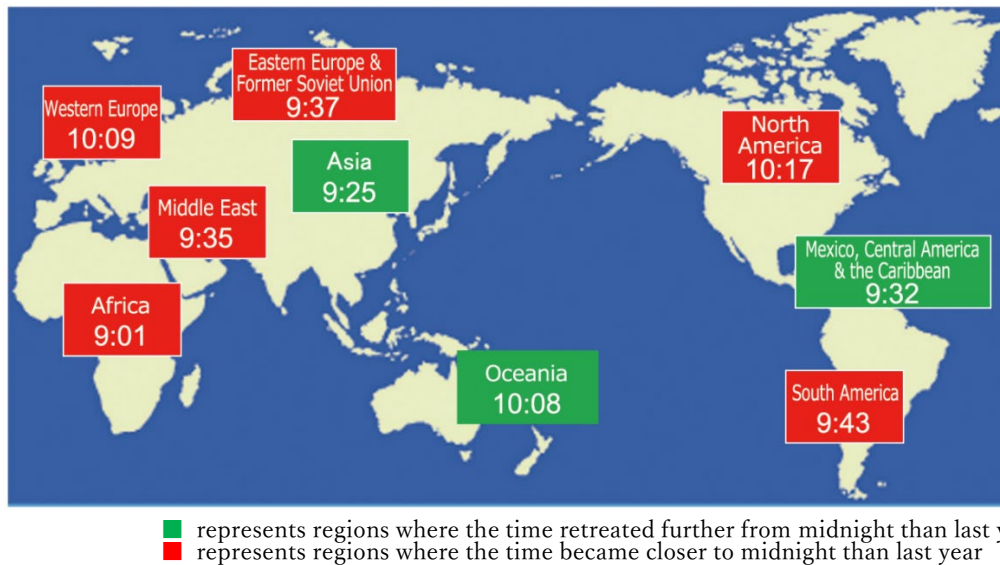 Eastern Europe &
Former Soviet Union
9:37
Western Europe
10:09
Asia
9:25
North
America
10:17
Middle East
9:35
Mexico, Central America
& the Caribbean
9:32
Africa
9:01
Oceania
10:08
South America
9:43
represents regions where the time retreated further from midnight than last
represents regions where the time became closer to midnight than last year